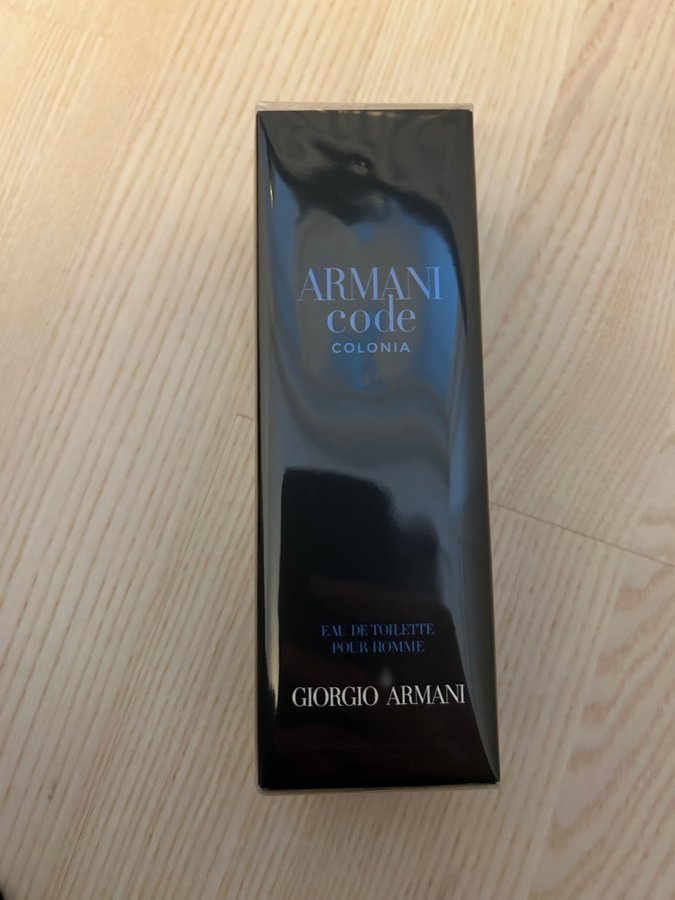 ARMANI
code
COLONIA
EAU DE TOILETTE
POUR HOMME
GIORGIO ARMANI